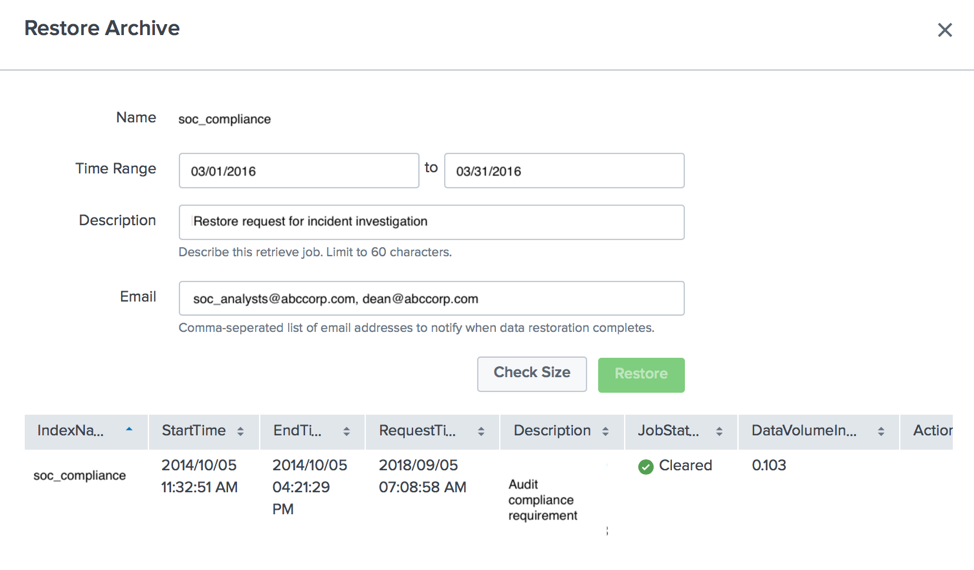 Restore Archive
Name soc_compliance
Time Range 03/01/2016 to 03/31/2016
Description Restore request for incident investigation
Describe this retrieve job. Limit to 60 characters.
Email soc_analysts@abccorp.com, dean@abccorp.com
Comma-seperated list of email addresses to notify when data restoration completes.
Check Size Restore
IndexNa... StartTime EndTi... RequestTi... Description JobStat... DataVolumeIn... Action
soc_compliance 2014/10/05 2014/10/05 2018/09/05 Audit Cleared 0.103
11:32:51 AM 04:21:29 07:08:58 AM compliance
PM requirement